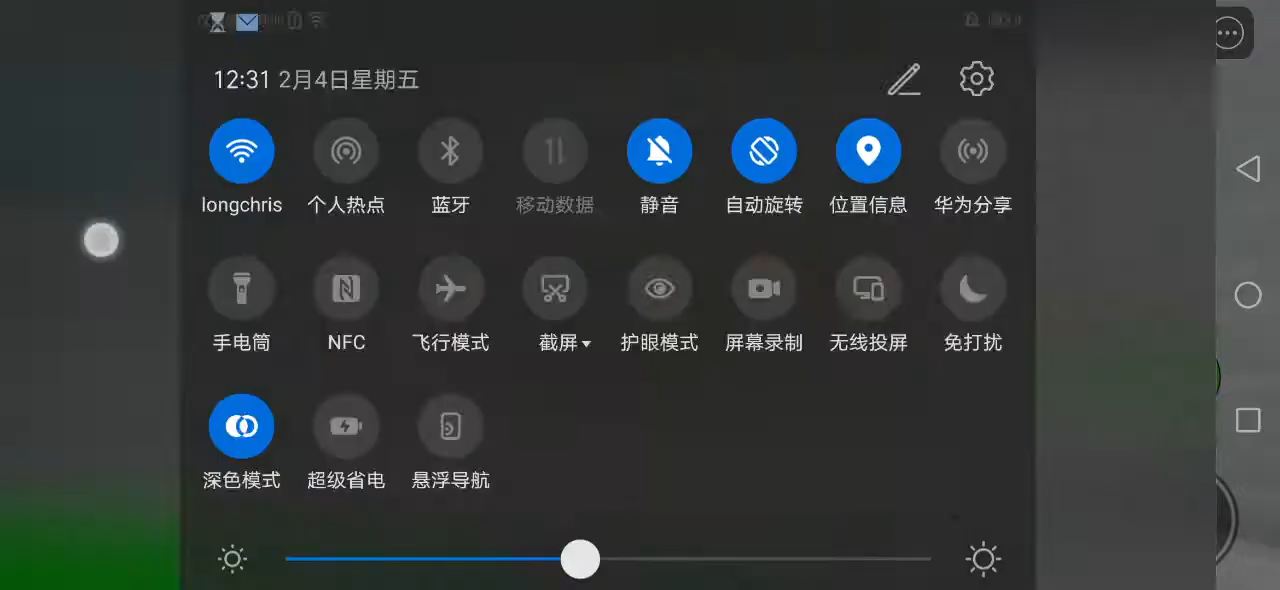 12:31 2月4日星期五
longchris 个人热点 蓝牙 移动数据 静音 自动旋转 位置信息 华为分享
手电筒 NFC 飞行模式 截屏 护眼模式 屏幕录制 无线投屏 免打扰
深色模式 超级省电 悬浮导航